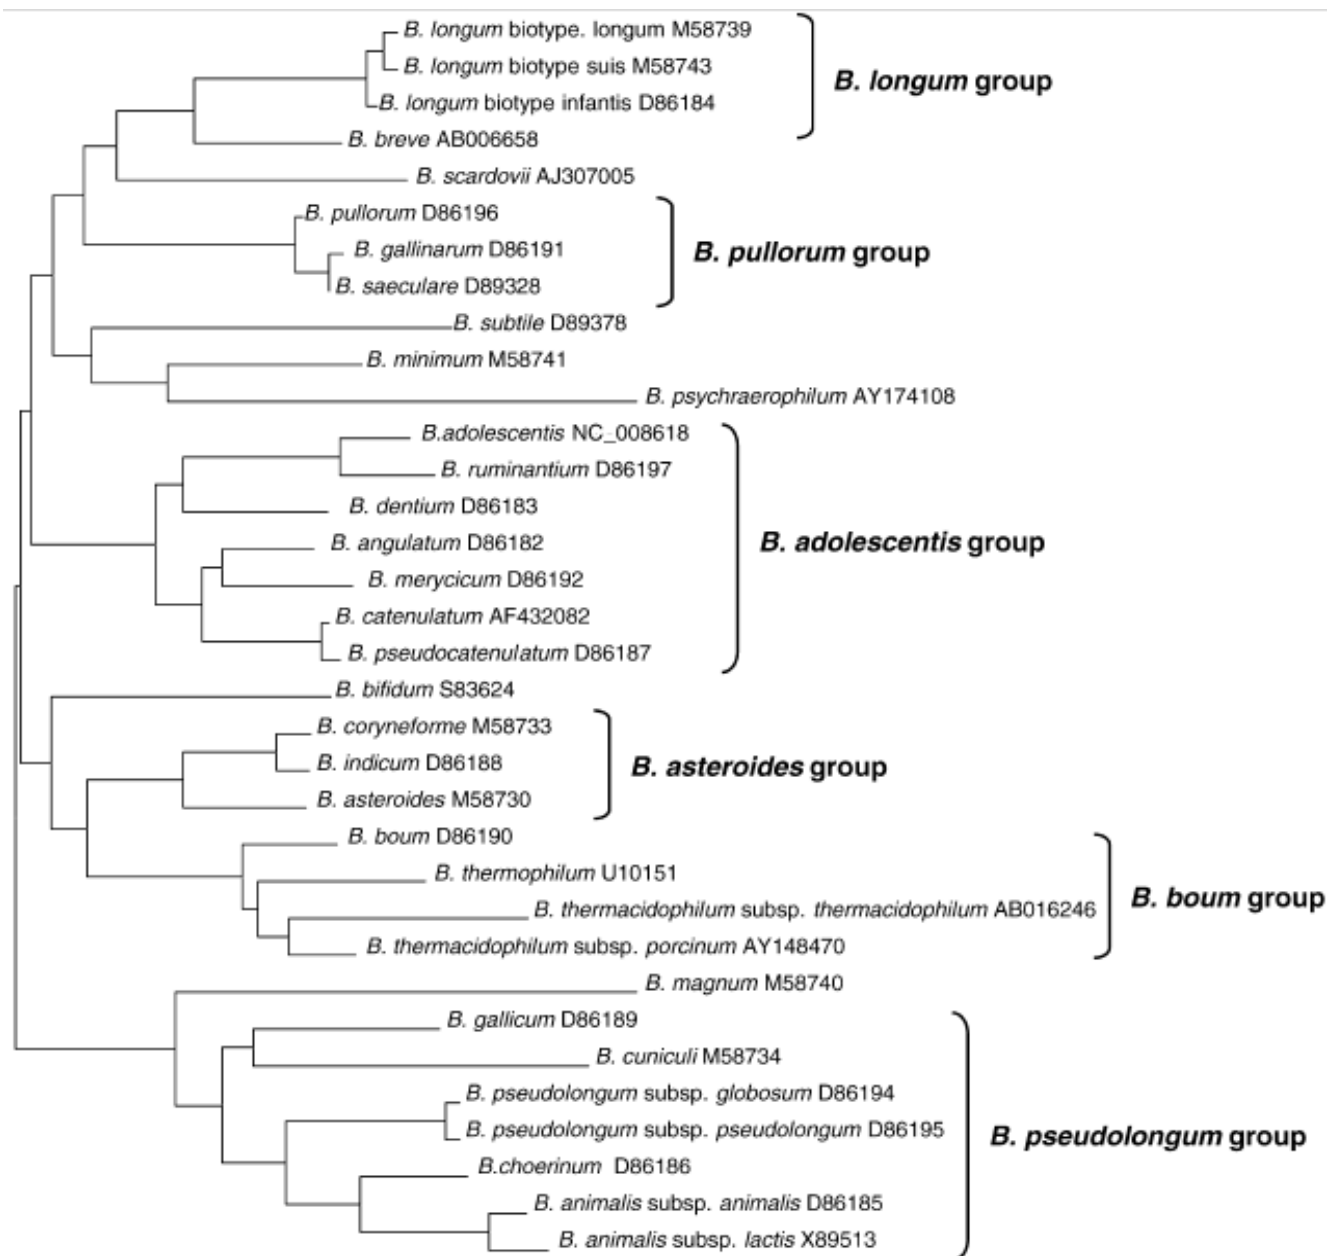 B. longum biotype. longum M58739
B. longum biotype suis M58743
B. longum group
B. longum biotype infantis D86184
B. breve AB006658
B. scardovii AJ307005
B. pullorum D86196
B. gallinarum D86191
B. pullorum group
B. saeculare D89328
B. subtile D89378
B. minimum M58741
B. psychraerophilum AY174108
B.adolescentis NC_008618
B. ruminantium D86197
B. dentium D86183
B. angulatum D86182
B. adolescentis group
B. merycicum D86192
B. catenulatum AF432082
B. pseudocatenulatum D86187
B. bifidum S83624
B. coryneforme M58733
B. indicum D86188
B. asteroides group
B. asteroides M58730
B. boum D86190
B. thermophilum U10151
B. boum group
B. thermacidophilum subsp. thermacidophilum AB016246
B. thermacidophilum subsp. porcinum AY148470
B. magnum M58740
B. gallicum D86189
B. cuniculi M58734
B. pseudolongum subsp. globosum D86194
B. pseudolongum subsp. pseudolongum D86195
B. pseudolongum group
B.choerinum D86186
B. animalis subsp. animalis D86185
B. animalis subsp. lactis X89513